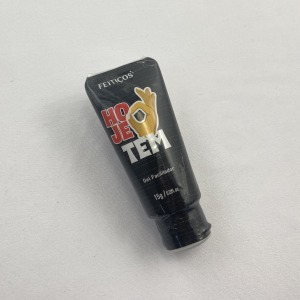 FEITIÇOS
HO
JE
TEM
Gel Facilitador
15g /